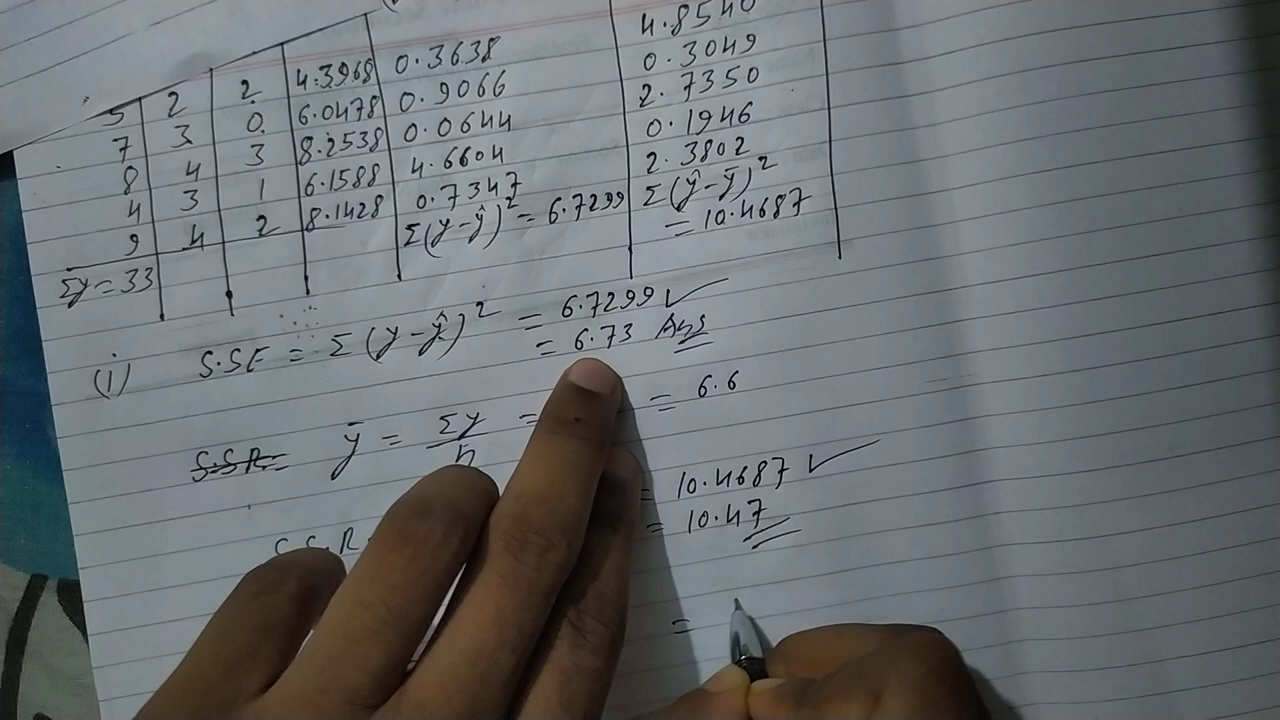 4.8540
5 2 2 4.3968 0.3638 0.3049
7 3 0 6.0478 0.9066 2.7350
8 4 3 8.2538 0.0644 0.1946
4 3 1 6.1588 4.6604 2.3802
9 4 2 8.1428 0.7347 Σ(ŷ-ȳ)²
Σy = 33 Σ(y-ŷ)² = 6.7299 = 10.4687
(i) S.SE = Σ(y-ŷ)² = 6.7299 ✓
= 6.73 Ans
S.SR= ȳ = Σy/n = = 6.6
S.S.R = 10.4687 ✓
= 10.47
=